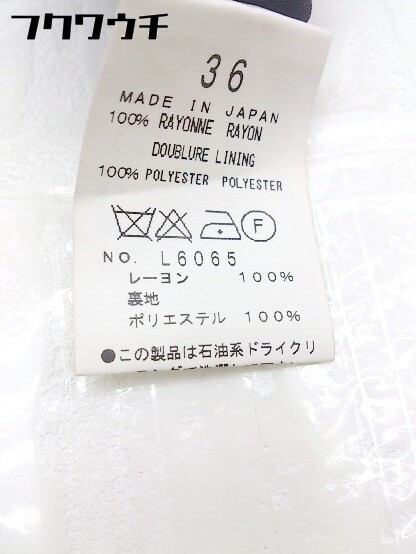 フクワウチ
36
MADE IN JAPAN
100% RAYONNE RAYON
DOUBLURE LINING
100% POLYESTER POLYESTER
F
NO. L6065
レーヨン 100%
裏地
ポリエステル 100%
●この製品は石油系ドライクリ